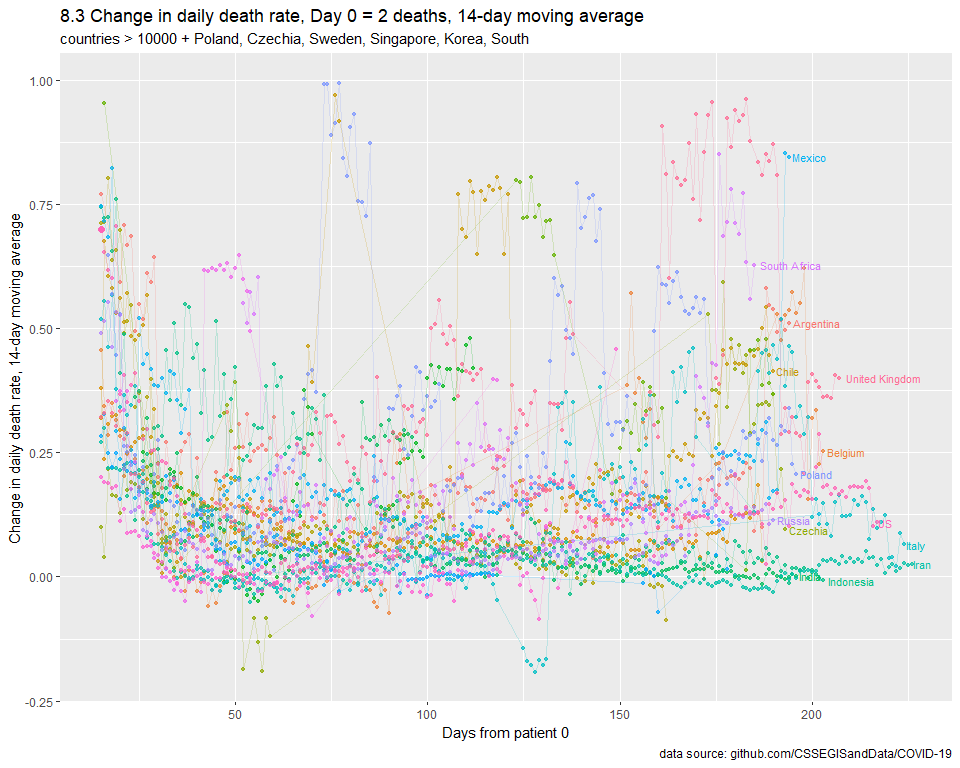 8.3 Change in daily death rate, Day 0 = 2 deaths, 14-day moving average
countries > 10000 + Poland, Czechia, Sweden, Singapore, Korea, South
Change in daily death rate, 14-day moving average
1.00
0.75
0.50
0.25
0.00
-0.25
Mexico
South Africa
Argentina
Chile
United Kingdom
Belgium
Poland
Russia
US
Czechia
Italy
Iran
India
Indonesia
50
100
150
200
Days from patient 0
data source: github.com/CSSEGISandData/COVID-19